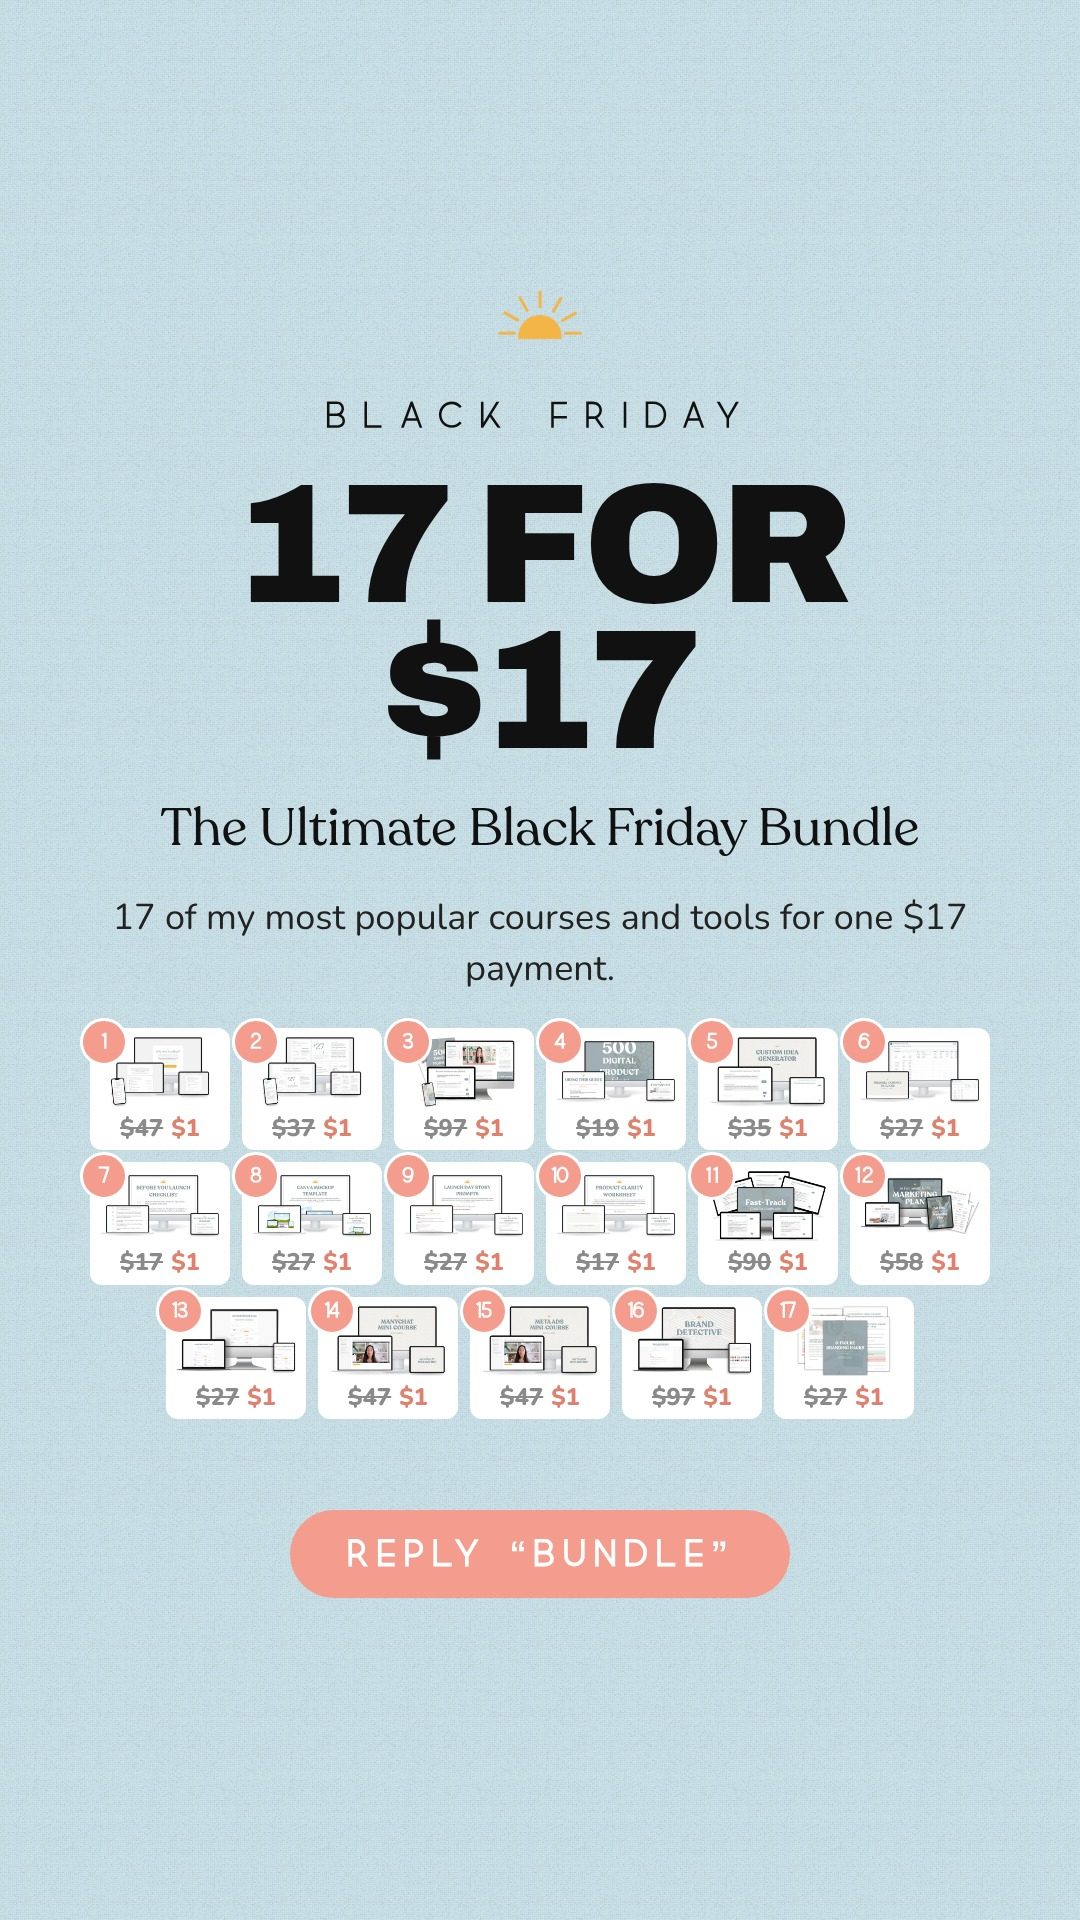 BLACK FRIDAY
17 FOR
$17
The Ultimate Black Friday Bundle
17 of my most popular courses and tools for one $17
payment.
1
2
3
4
500
DIGITAL
PRODUCT
5
CUSTOM IDEA
GENERATOR
6
$47 $1
$37 $1
$97 $1
$19 $1
$35 $1
$27 $1
7
BEFORE YOU LAUNCH
CHECKLIST
8
CANVA MOCKUP
TEMPLATE
9
LAUNCH DAY STORY
PROMPTS
10
PRODUCT CLARITY
WORKSHEET
11
Fast-Track
12
MARKETING
PLAN
$17 $1
$27 $1
$27 $1
$17 $1
$90 $1
$58 $1
13
14
MANYCHAT
MINI COURSE
15
META ADS
MINI COURSE
16
BRAND
DETECTIVE
17
$27 $1
$47 $1
$47 $1
$97 $1
$27 $1
REPLY “BUNDLE”